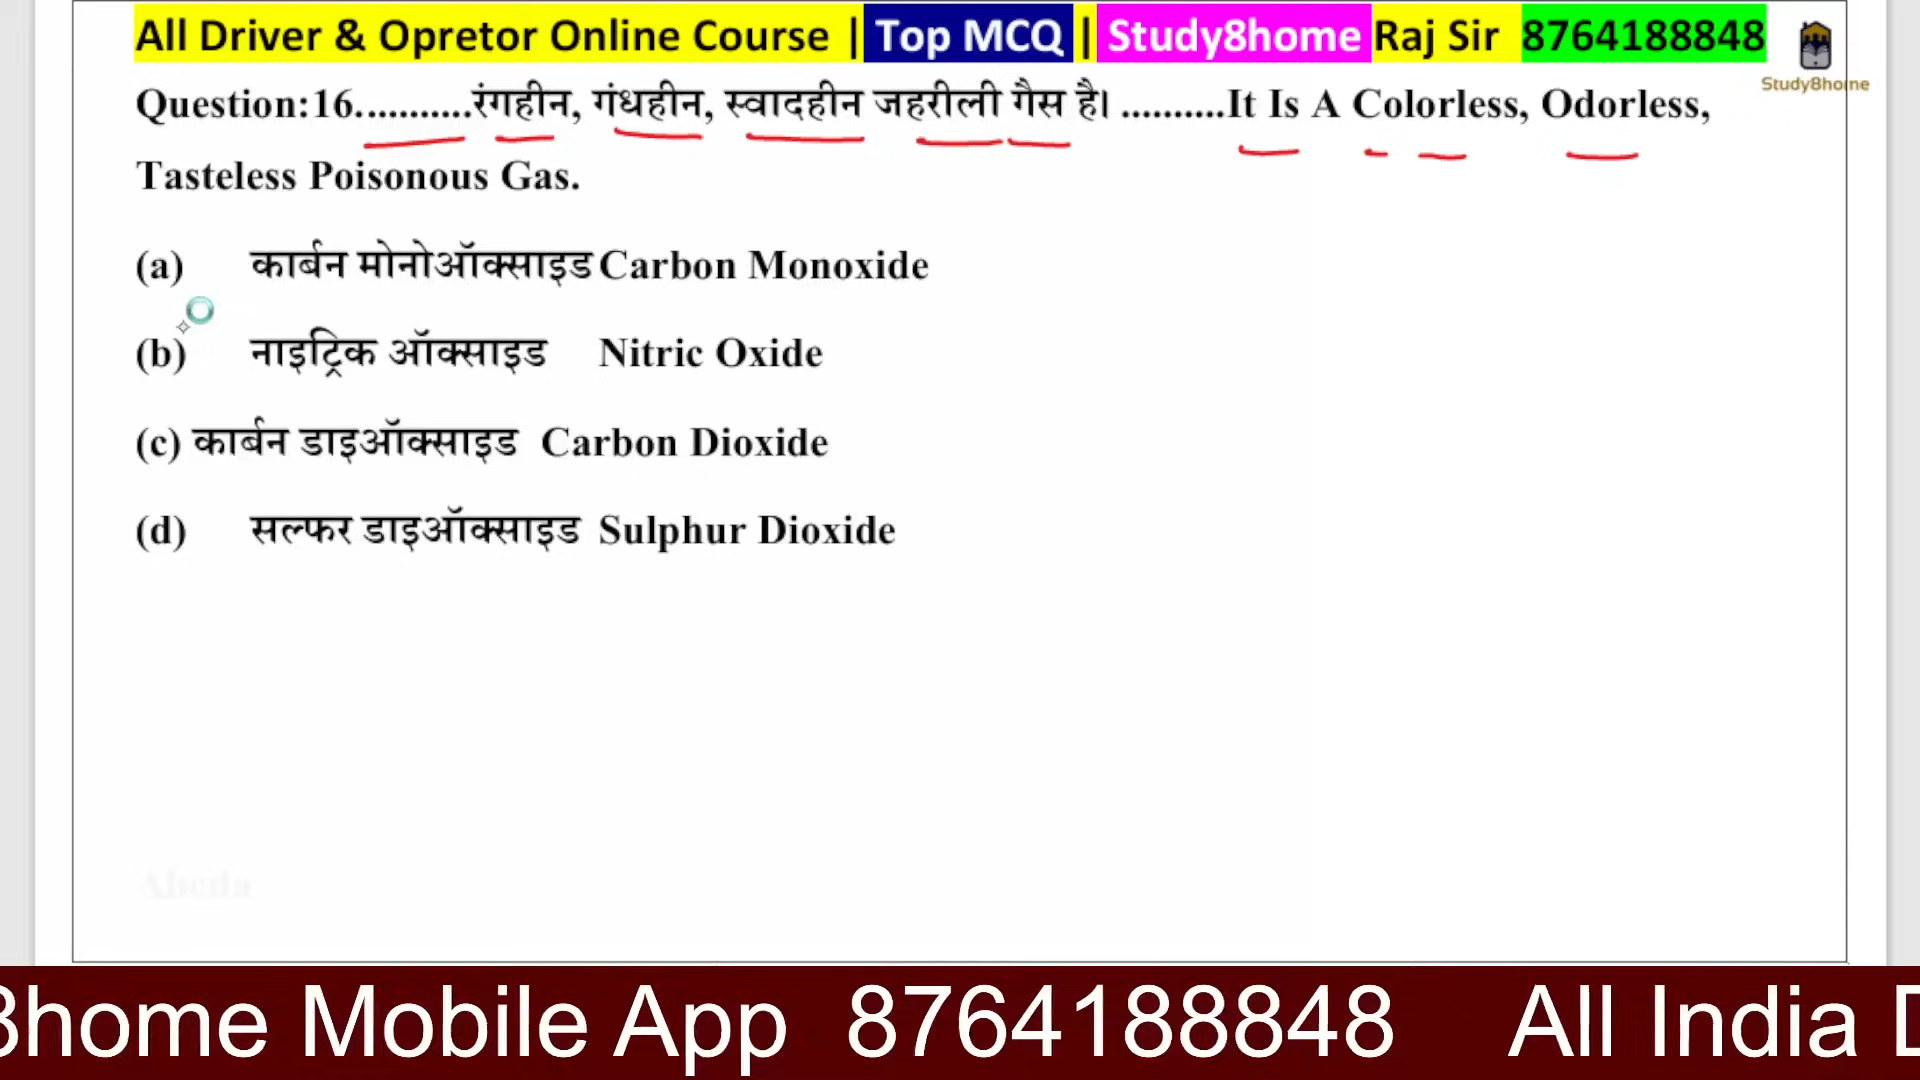 All Driver & Opretor Online Course | Top MCQ | Study8home Raj Sir 8764188848
Study8home
Question:16...........रंगहीन, गंधहीन, स्वादहीन जहरीली गैस है। ..........It Is A Colorless, Odorless,
Tasteless Poisonous Gas.
(a) कार्बन मोनोऑक्साइड Carbon Monoxide
(b) नाइट्रिक ऑक्साइड Nitric Oxide
(c) कार्बन डाइऑक्साइड Carbon Dioxide
(d) सल्फर डाइऑक्साइड Sulphur Dioxide
8home Mobile App 8764188848 All India D